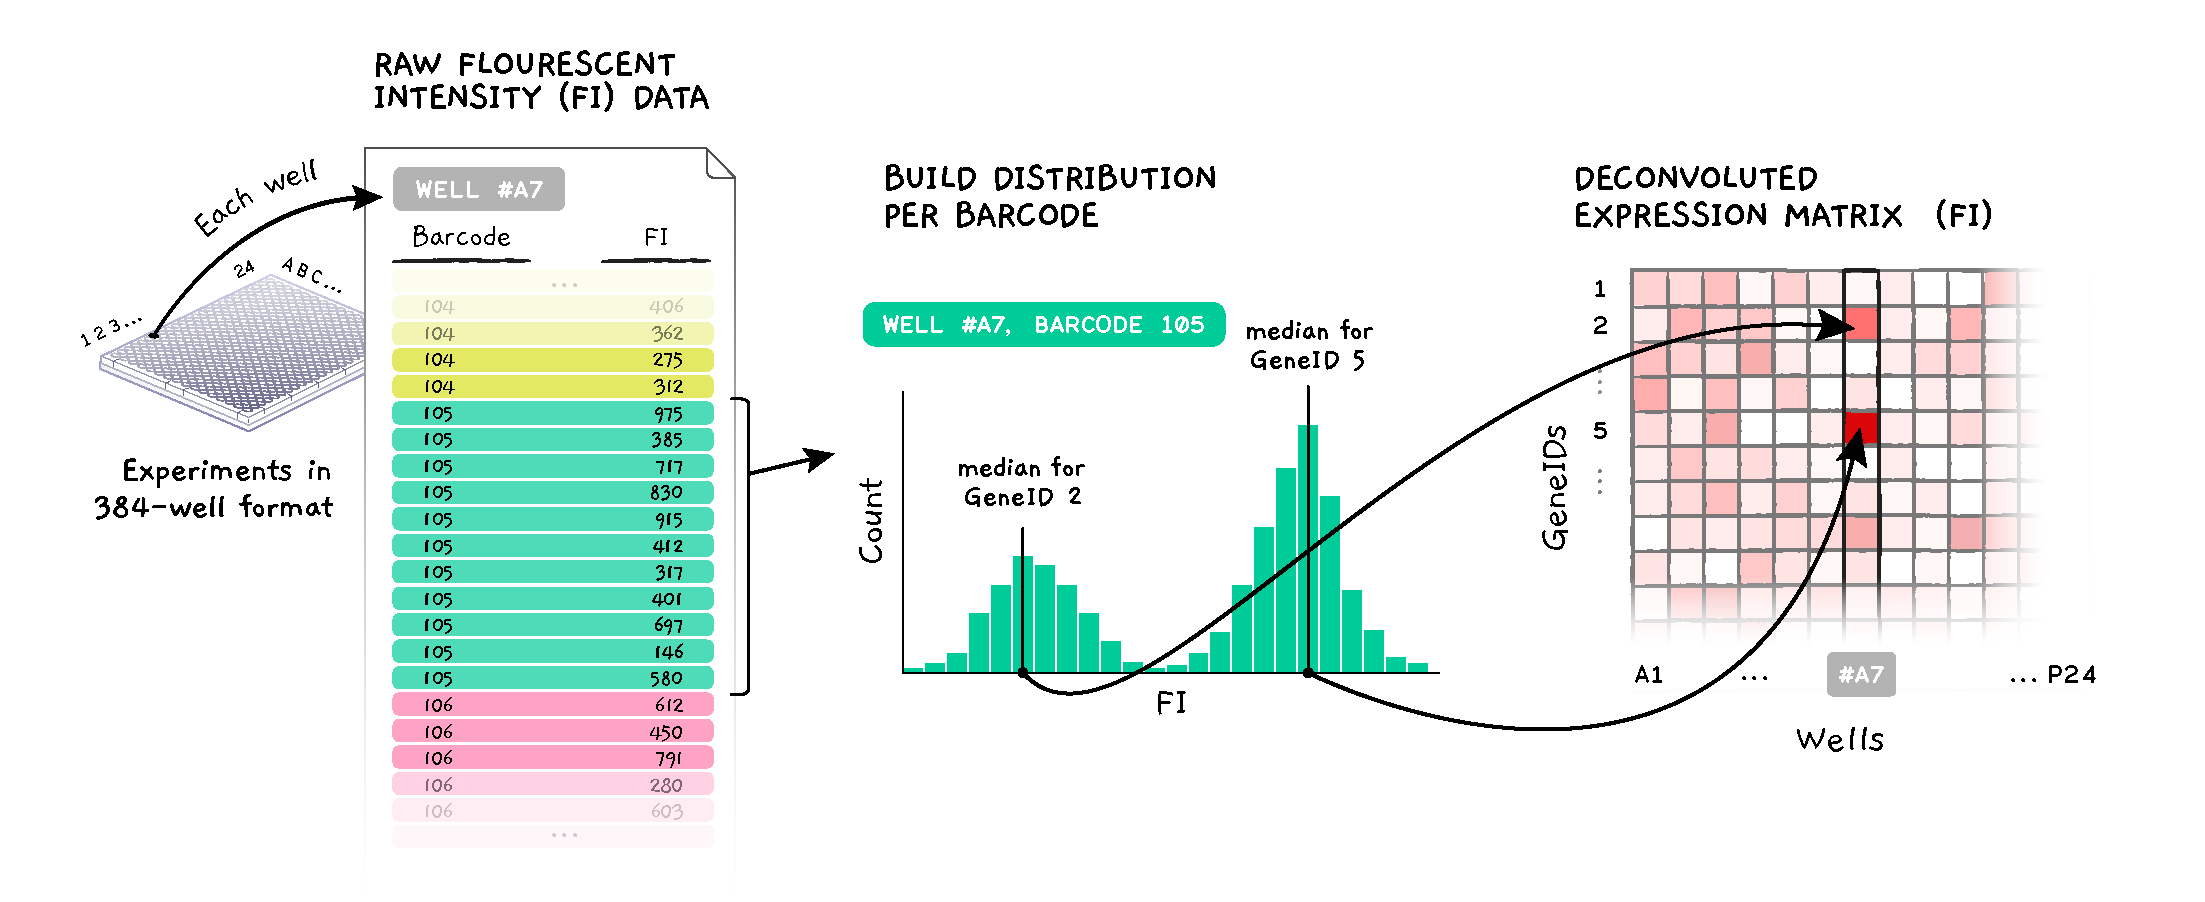 RAW FLOURESCENT
INTENSITY (FI) DATA
Each well
1 2 3...
24
A B C...
Experiments in
384-well format
WELL #A7
Barcode FI
...
104 406
104 362
104 275
104 312
105 975
105 385
105 717
105 830
105 915
105 412
105 317
105 401
105 697
105 146
105 580
106 612
106 450
106 791
106 280
106 603
...
BUILD DISTRIBUTION
PER BARCODE
WELL #A7, BARCODE 105
median for
GeneID 5
median for
GeneID 2
Count
FI
DECONVOLUTED
EXPRESSION MATRIX (FI)
1
2
...
5
...
GeneIDs
A1 ... #A7 ... P24
Wells